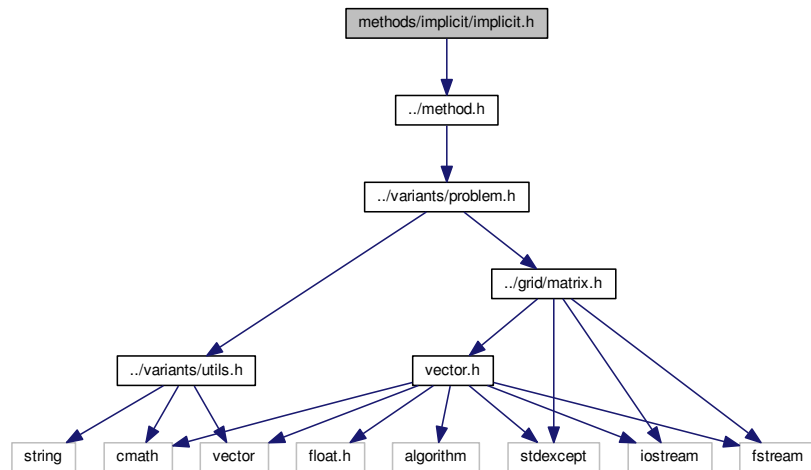 methods/implicit/implicit.h
../method.h
../variants/problem.h
../grid/matrix.h
../variants/utils.h
vector.h
string
cmath
vector
float.h
algorithm
stdexcept
iostream
fstream